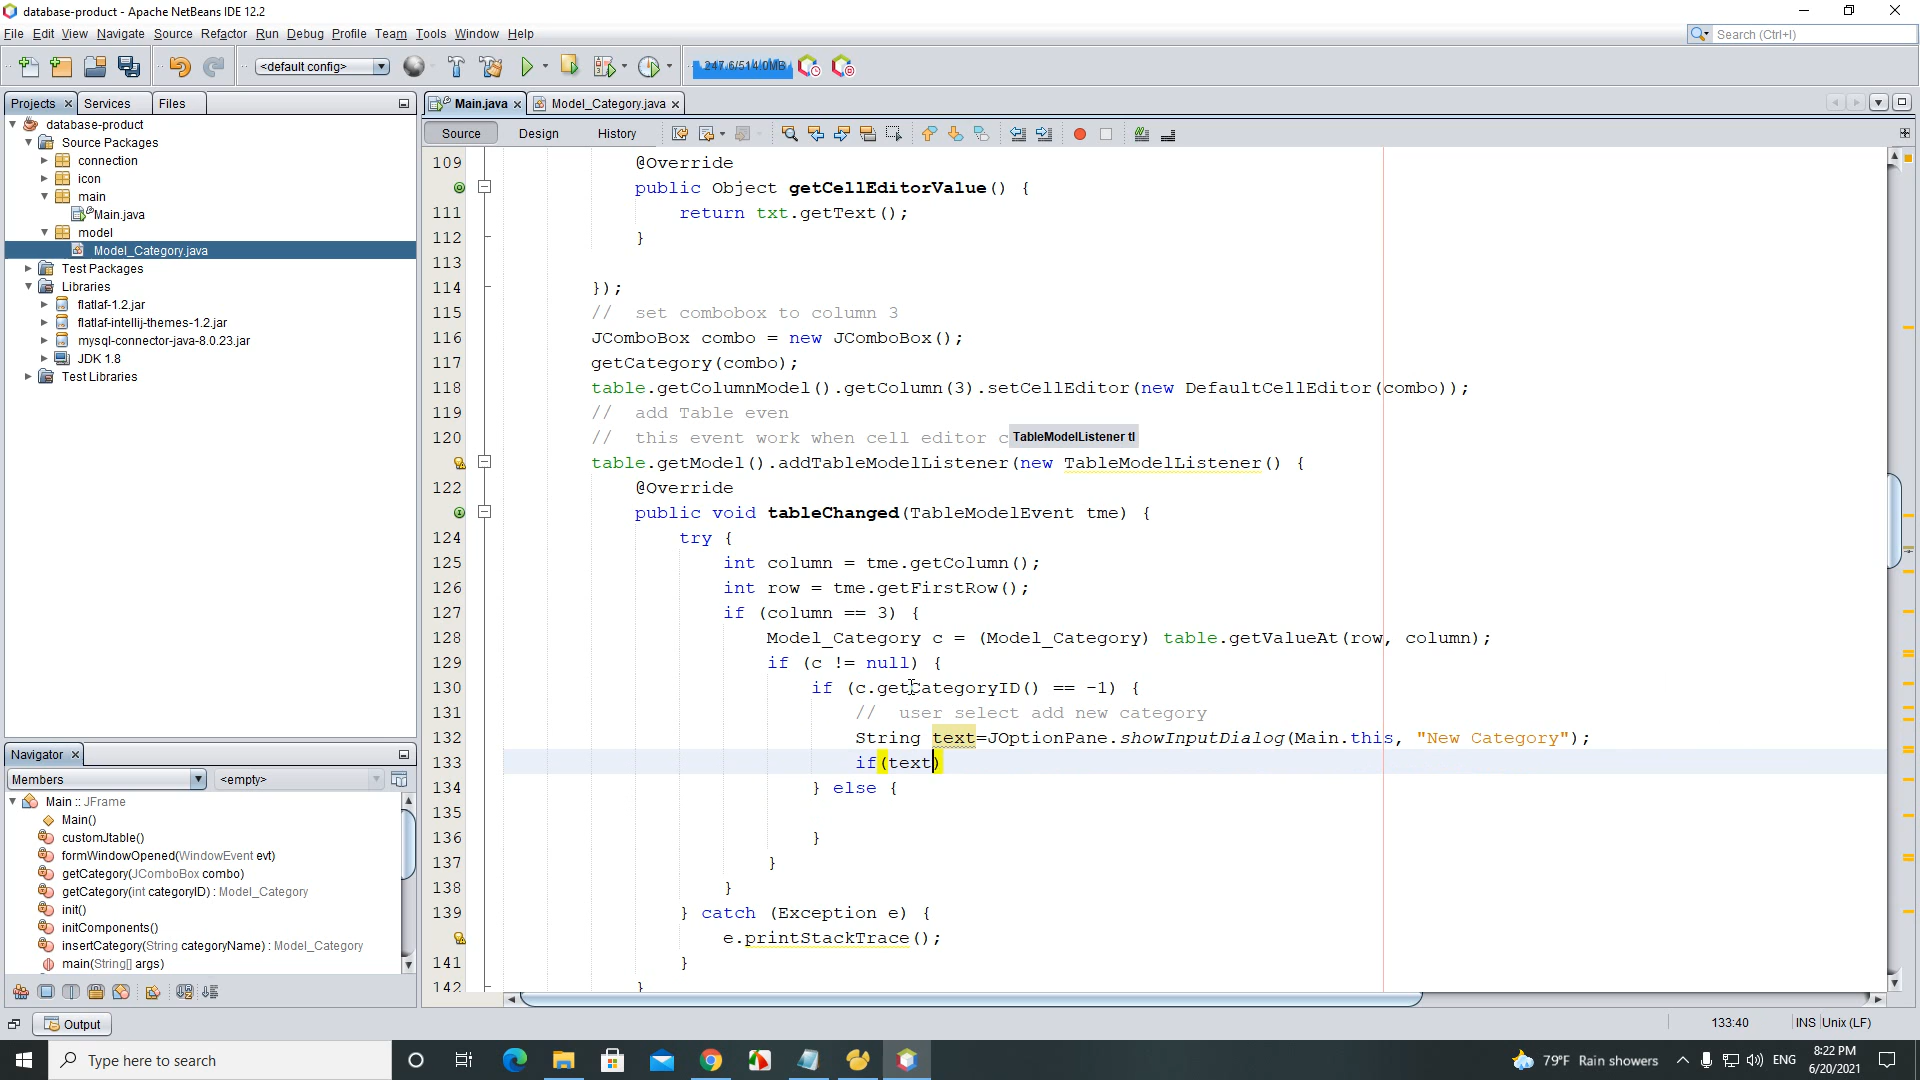 database-product - Apache NetBeans IDE 12.2
File Edit View Navigate Source Refactor Run Debug Profile Team Tools Window Help
Search (Ctrl+I)
<default config>
247.6/514.0MB
Projects Services Files
Main.java Model_Category.java
Source Design History
database-product
Source Packages
connection
icon
main
Main.java
model
Model_Category.java
Test Packages
Libraries
flatlaf-1.2.jar
flatlaf-intellij-themes-1.2.jar
mysql-connector-java-8.0.23.jar
JDK 1.8
Test Libraries
109 @Override
public Object getCellEditorValue() {
111 return txt.getText();
112 }
113
114 });
115 // set combobox to column 3
116 JComboBox combo = new JComboBox();
117 getCategory(combo);
118 table.getColumnModel().getColumn(3).setCellEditor(new DefaultCellEditor(combo));
119 // add Table even
120 // this event work when cell editor c
TableModelListener tl
table.getModel().addTableModelListener(new TableModelListener() {
122 @Override
public void tableChanged(TableModelEvent tme) {
124 try {
125 int column = tme.getColumn();
126 int row = tme.getFirstRow();
127 if (column == 3) {
128 Model_Category c = (Model_Category) table.getValueAt(row, column);
129 if (c != null) {
130 if (c.getCategoryID() == -1) {
131 // user select add new category
132 String text=JOptionPane.showInputDialog(Main.this, "New Category");
133 if(text)
134 } else {
135
136 }
137 }
138 }
139 } catch (Exception e) {
e.printStackTrace();
141 }
142 }
Navigator
Members <empty>
Main :: JFrame
Main()
customJtable()
formWindowOpened(WindowEvent evt)
getCategory(JComboBox combo)
getCategory(int categoryID) : Model_Category
init()
initComponents()
insertCategory(String categoryName) : Model_Category
main(String[] args)
Output
133:40 INS Unix (LF)
Type here to search
79°F Rain showers
ENG
8:22 PM
6/20/2021